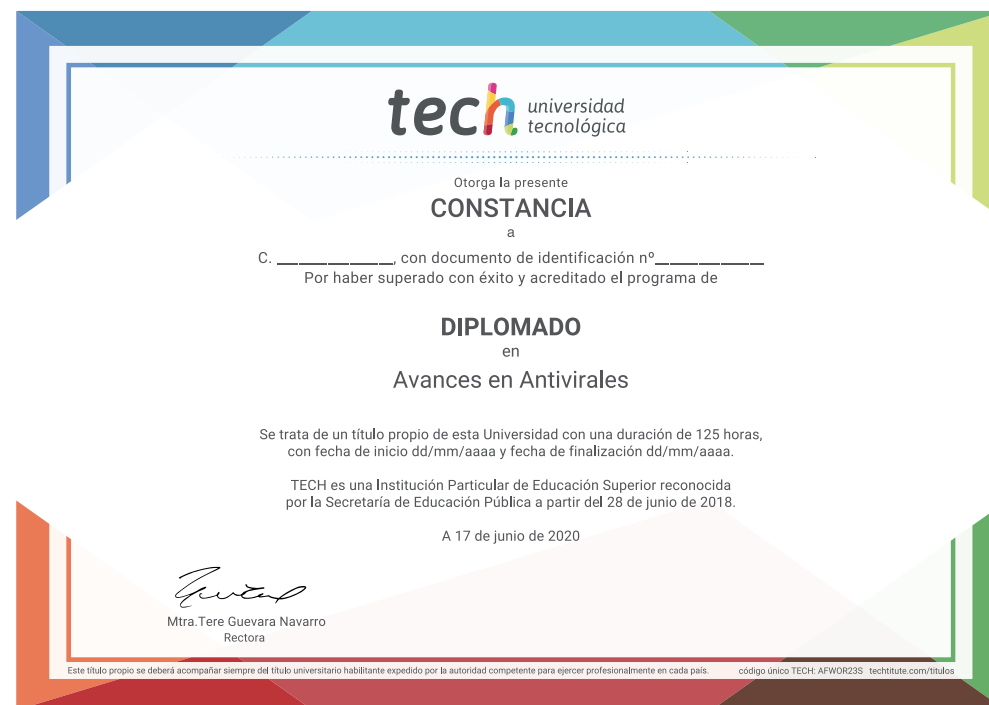 tech universidad
tecnológica
Otorga la presente
CONSTANCIA
a
C. ______________, con documento de identificación nº_____________
Por haber superado con éxito y acreditado el programa de
DIPLOMADO
en
Avances en Antivirales
Se trata de un título propio de esta Universidad con una duración de 125 horas,
con fecha de inicio dd/mm/aaaa y fecha de finalización dd/mm/aaaa.
TECH es una Institución Particular de Educación Superior reconocida
por la Secretaría de Educación Pública a partir del 28 de junio de 2018.
A 17 de junio de 2020
Mtra.Tere Guevara Navarro
Rectora
Este título propio se deberá acompañar siempre del título universitario habilitante expedido por la autoridad competente para ejercer profesionalmente en cada país. código único TECH: AFWOR23S techtitute.com/titulos